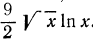 9/2 √x ln x.